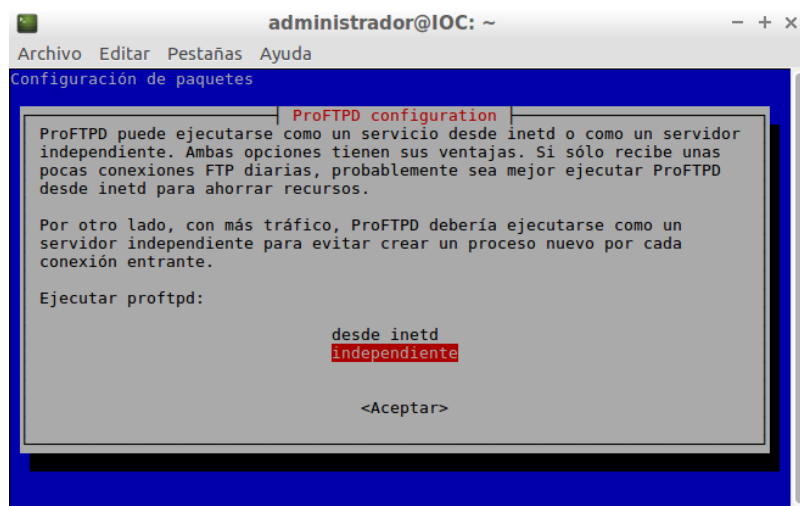 administrador@IOC: ~
Archivo Editar Pestañas Ayuda
Configuración de paquetes
ProFTPD configuration
ProFTPD puede ejecutarse como un servicio desde inetd o como un servidor
independiente. Ambas opciones tienen sus ventajas. Si sólo recibe unas
pocas conexiones FTP diarias, probablemente sea mejor ejecutar ProFTPD
desde inetd para ahorrar recursos.
Por otro lado, con más tráfico, ProFTPD debería ejecutarse como un
servidor independiente para evitar crear un proceso nuevo por cada
conexión entrante.
Ejecutar proftpd:
desde inetd
independiente
<Aceptar>